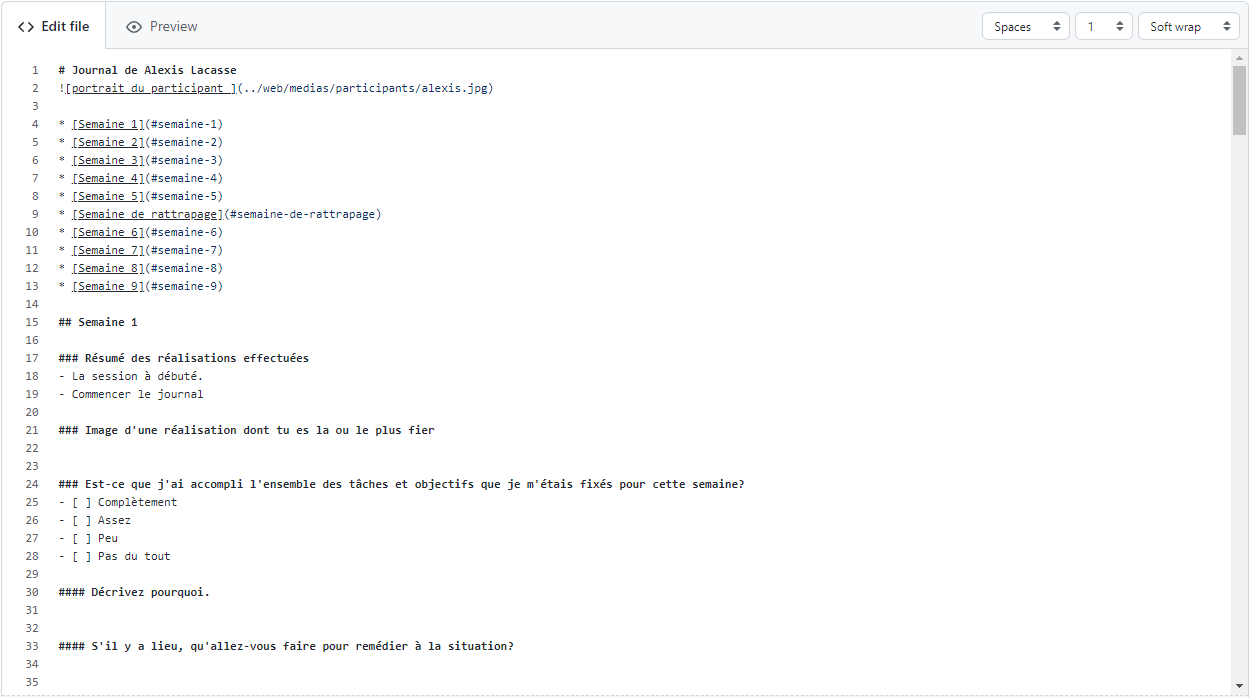 <> Edit file
Preview
Spaces
1
Soft wrap
1 # Journal de Alexis Lacasse
2 ![portrait du participant ](../web/medias/participants/alexis.jpg)
3
4 * [Semaine 1](#semaine-1)
5 * [Semaine 2](#semaine-2)
6 * [Semaine 3](#semaine-3)
7 * [Semaine 4](#semaine-4)
8 * [Semaine 5](#semaine-5)
9 * [Semaine de rattrapage](#semaine-de-rattrapage)
10 * [Semaine 6](#semaine-6)
11 * [Semaine 7](#semaine-7)
12 * [Semaine 8](#semaine-8)
13 * [Semaine 9](#semaine-9)
14
15 ## Semaine 1
16
17 ### Résumé des réalisations effectuées
18 - La session à débuté.
19 - Commencer le journal
20
21 ### Image d'une réalisation dont tu es la ou le plus fier
22
23
24 ### Est-ce que j'ai accompli l'ensemble des tâches et objectifs que je m'étais fixés pour cette semaine?
25 - [ ] Complètement
26 - [ ] Assez
27 - [ ] Peu
28 - [ ] Pas du tout
29
30 #### Décrivez pourquoi.
31
32
33 #### S'il y a lieu, qu'allez-vous faire pour remédier à la situation?
34
35